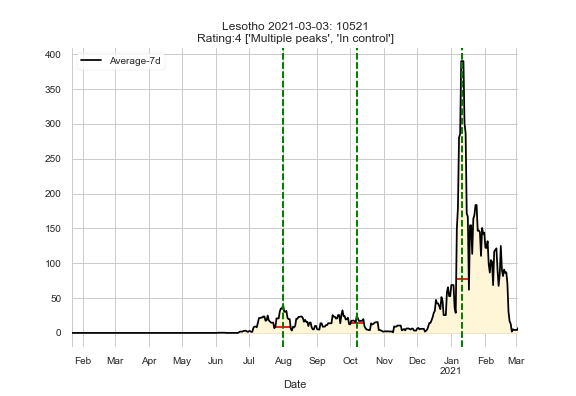 Lesotho 2021-03-03: 10521
Rating:4 ['Multiple peaks', 'In control']
Average-7d
400
350
300
250
200
150
100
50
0
Feb Mar Apr May Jun Jul Aug Sep Oct Nov Dec Jan Feb Mar
2021
Date